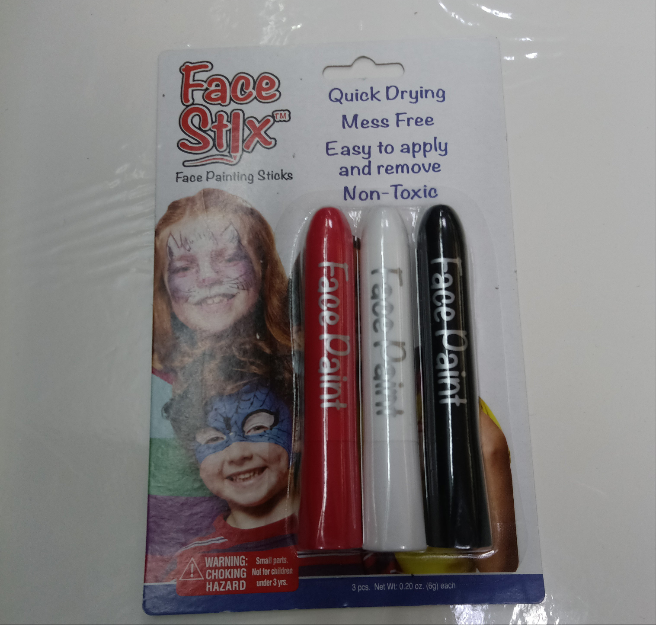 Face
StIx™
Face Painting Sticks
Quick Drying
Mess Free
Easy to apply
and remove
Non-Toxic
Face Paint
Face Paint
Face Paint
WARNING:
CHOKING
HAZARD
Small parts.
Not for children
under 3 yrs.
3 pcs. Net Wt: 0.20 oz. (6g) each